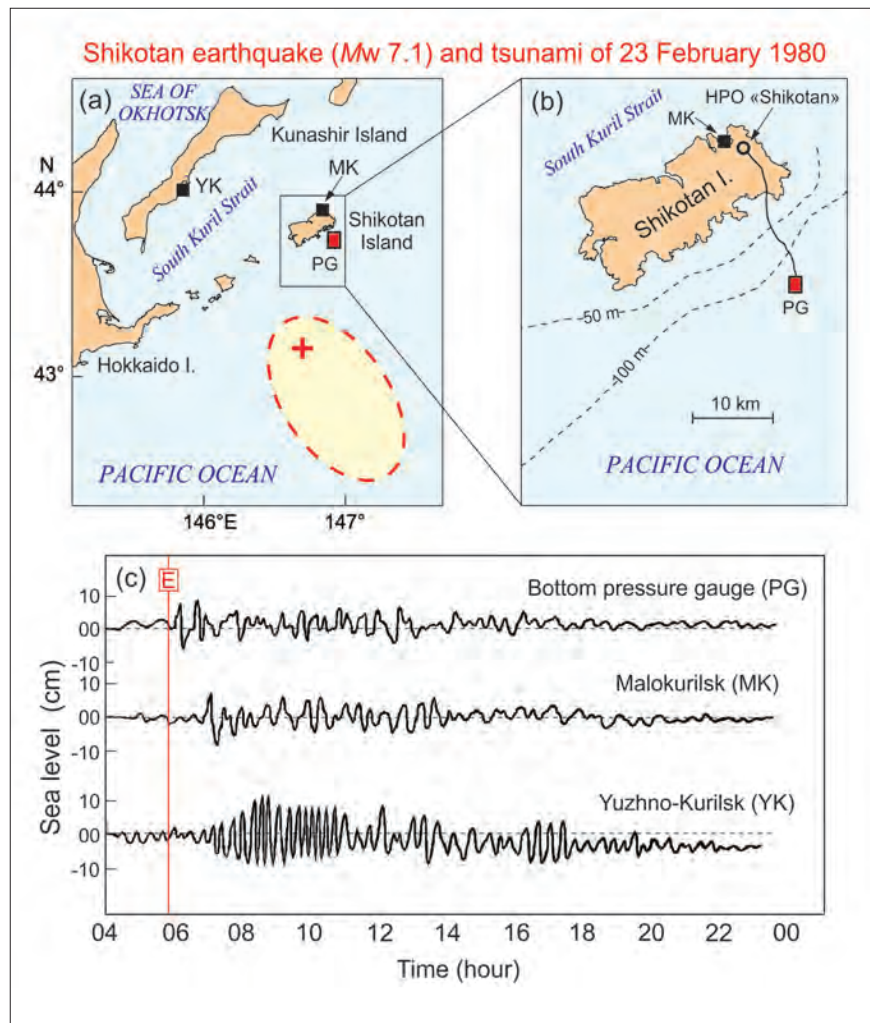 Shikotan earthquake (Mw 7.1) and tsunami of 23 February 1980
(a)
SEA OF
OKHOTSK
Kunashir Island
N
44°
YK
MK
South Kuril Strait
Shikotan
Island
PG
Hokkaido I.
43°
PACIFIC OCEAN
146°E
147°
(b)
HPO «Shikotan»
MK
South Kuril Strait
Shikotan I.
PG
50 m
100 m
10 km
PACIFIC OCEAN
(c)
E
Bottom pressure gauge (PG)
10
00
-10
Malokurilsk (MK)
10
00
-10
Yuzhno-Kurilsk (YK)
10
00
-10
Sea level (cm)
04 06 08 10 12 14 16 18 20 22 00
Time (hour)